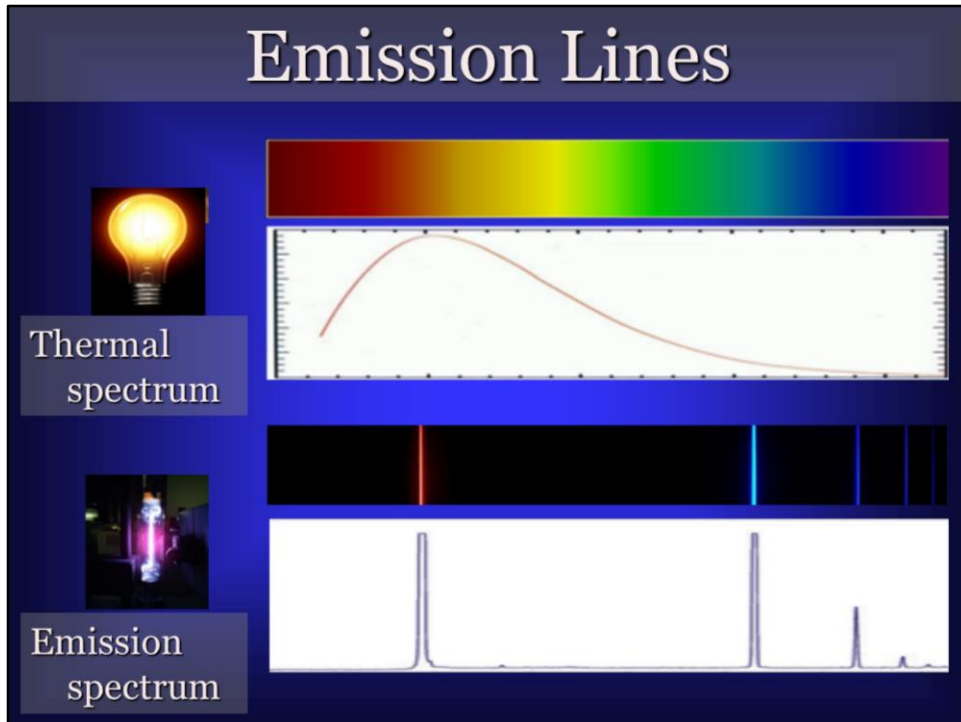 Emission Lines
Thermal
spectrum
Emission
spectrum